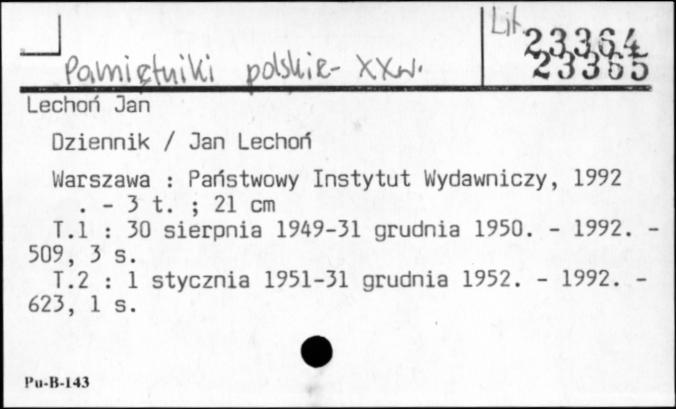 Lit 23364
23365
Pamiętniki polskie - XX w.
Lechoń Jan
Dziennik / Jan Lechoń
Warszawa : Państwowy Instytut Wydawniczy, 1992
. - 3 t. ; 21 cm
T.1 : 30 sierpnia 1949-31 grudnia 1950. - 1992. -
509, 3 s.
T.2 : 1 stycznia 1951-31 grudnia 1952. - 1992. -
623, 1 s.
Pu-B-143